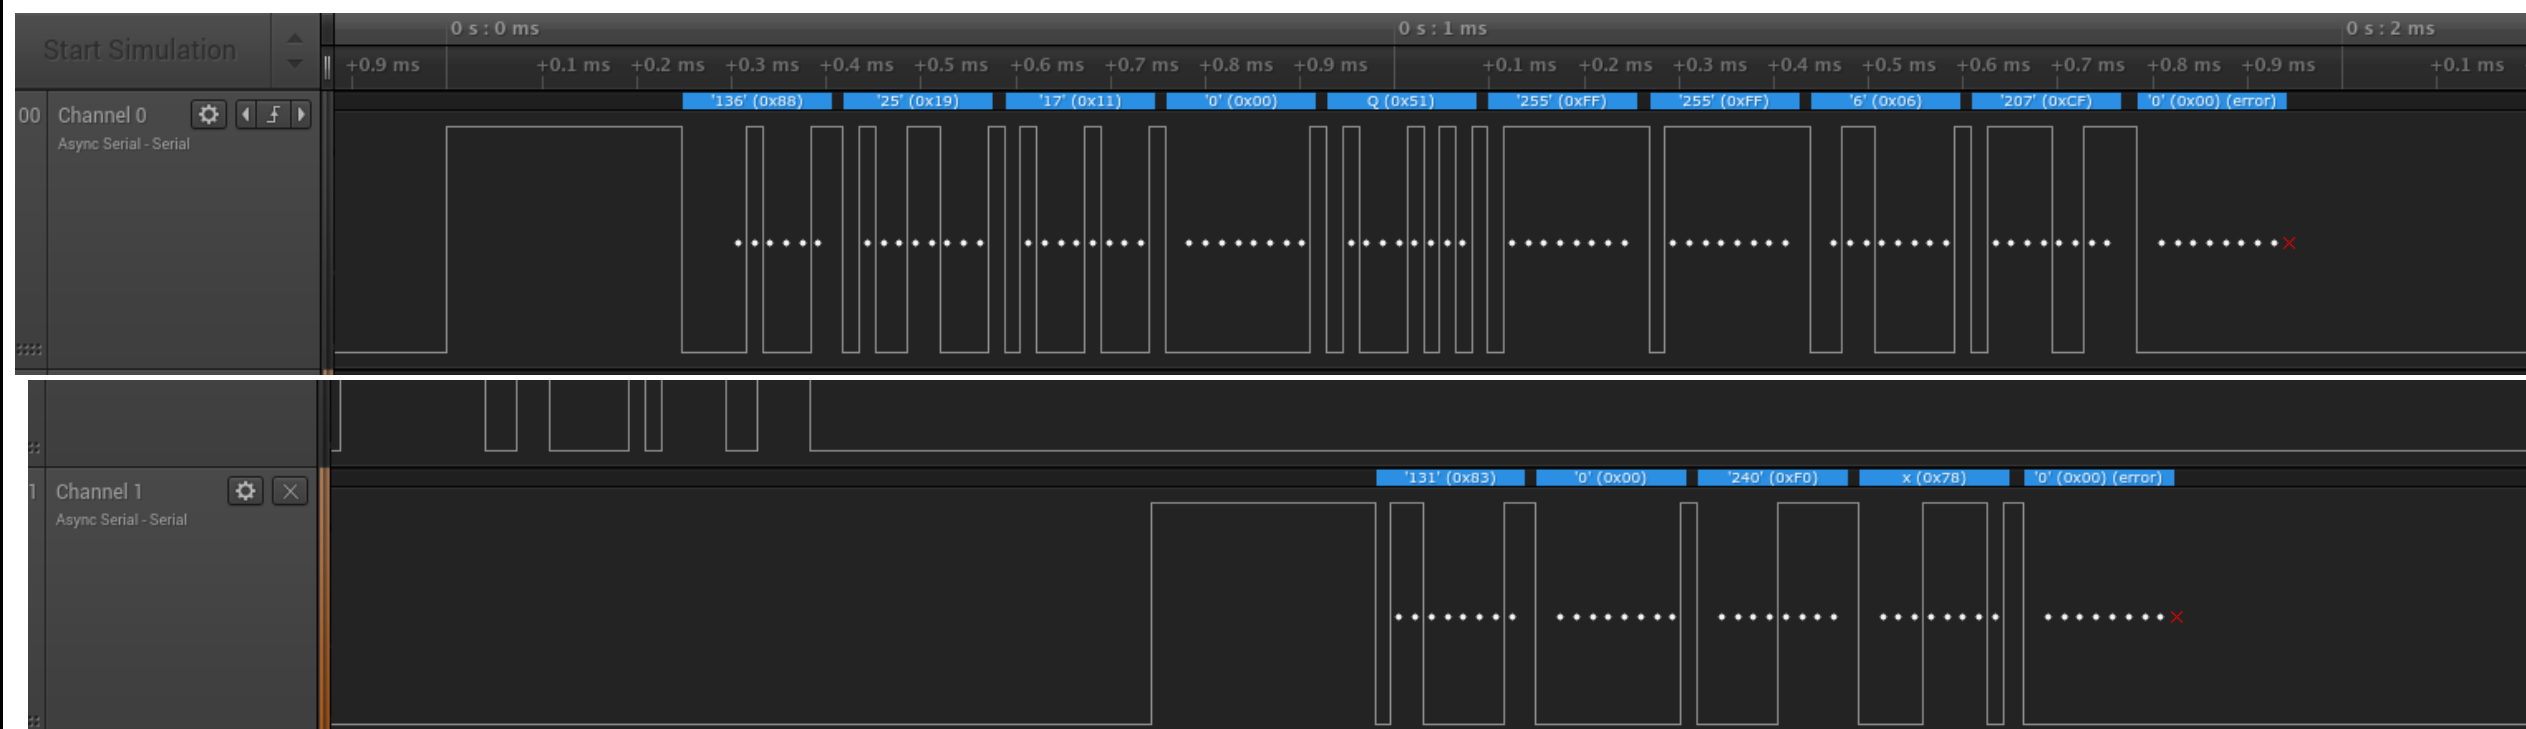 Start Simulation
0 s : 0 ms 0 s : 1 ms 0 s : 2 ms
+0.9 ms +0.1 ms +0.2 ms +0.3 ms +0.4 ms +0.5 ms +0.6 ms +0.7 ms +0.8 ms +0.9 ms +0.1 ms +0.2 ms +0.3 ms +0.4 ms +0.5 ms +0.6 ms +0.7 ms +0.8 ms +0.9 ms +0.1 ms
'136' (0x88) '25' (0x19) '17' (0x11) '0' (0x00) Q (0x51) '255' (0xFF) '255' (0xFF) '6' (0x06) '207' (0xCF) '0' (0x00) (error)
00 Channel 0
Async Serial - Serial
'131' (0x83) '0' (0x00) '240' (0xF0) x (0x78) '0' (0x00) (error)
1 Channel 1
Async Serial - Serial